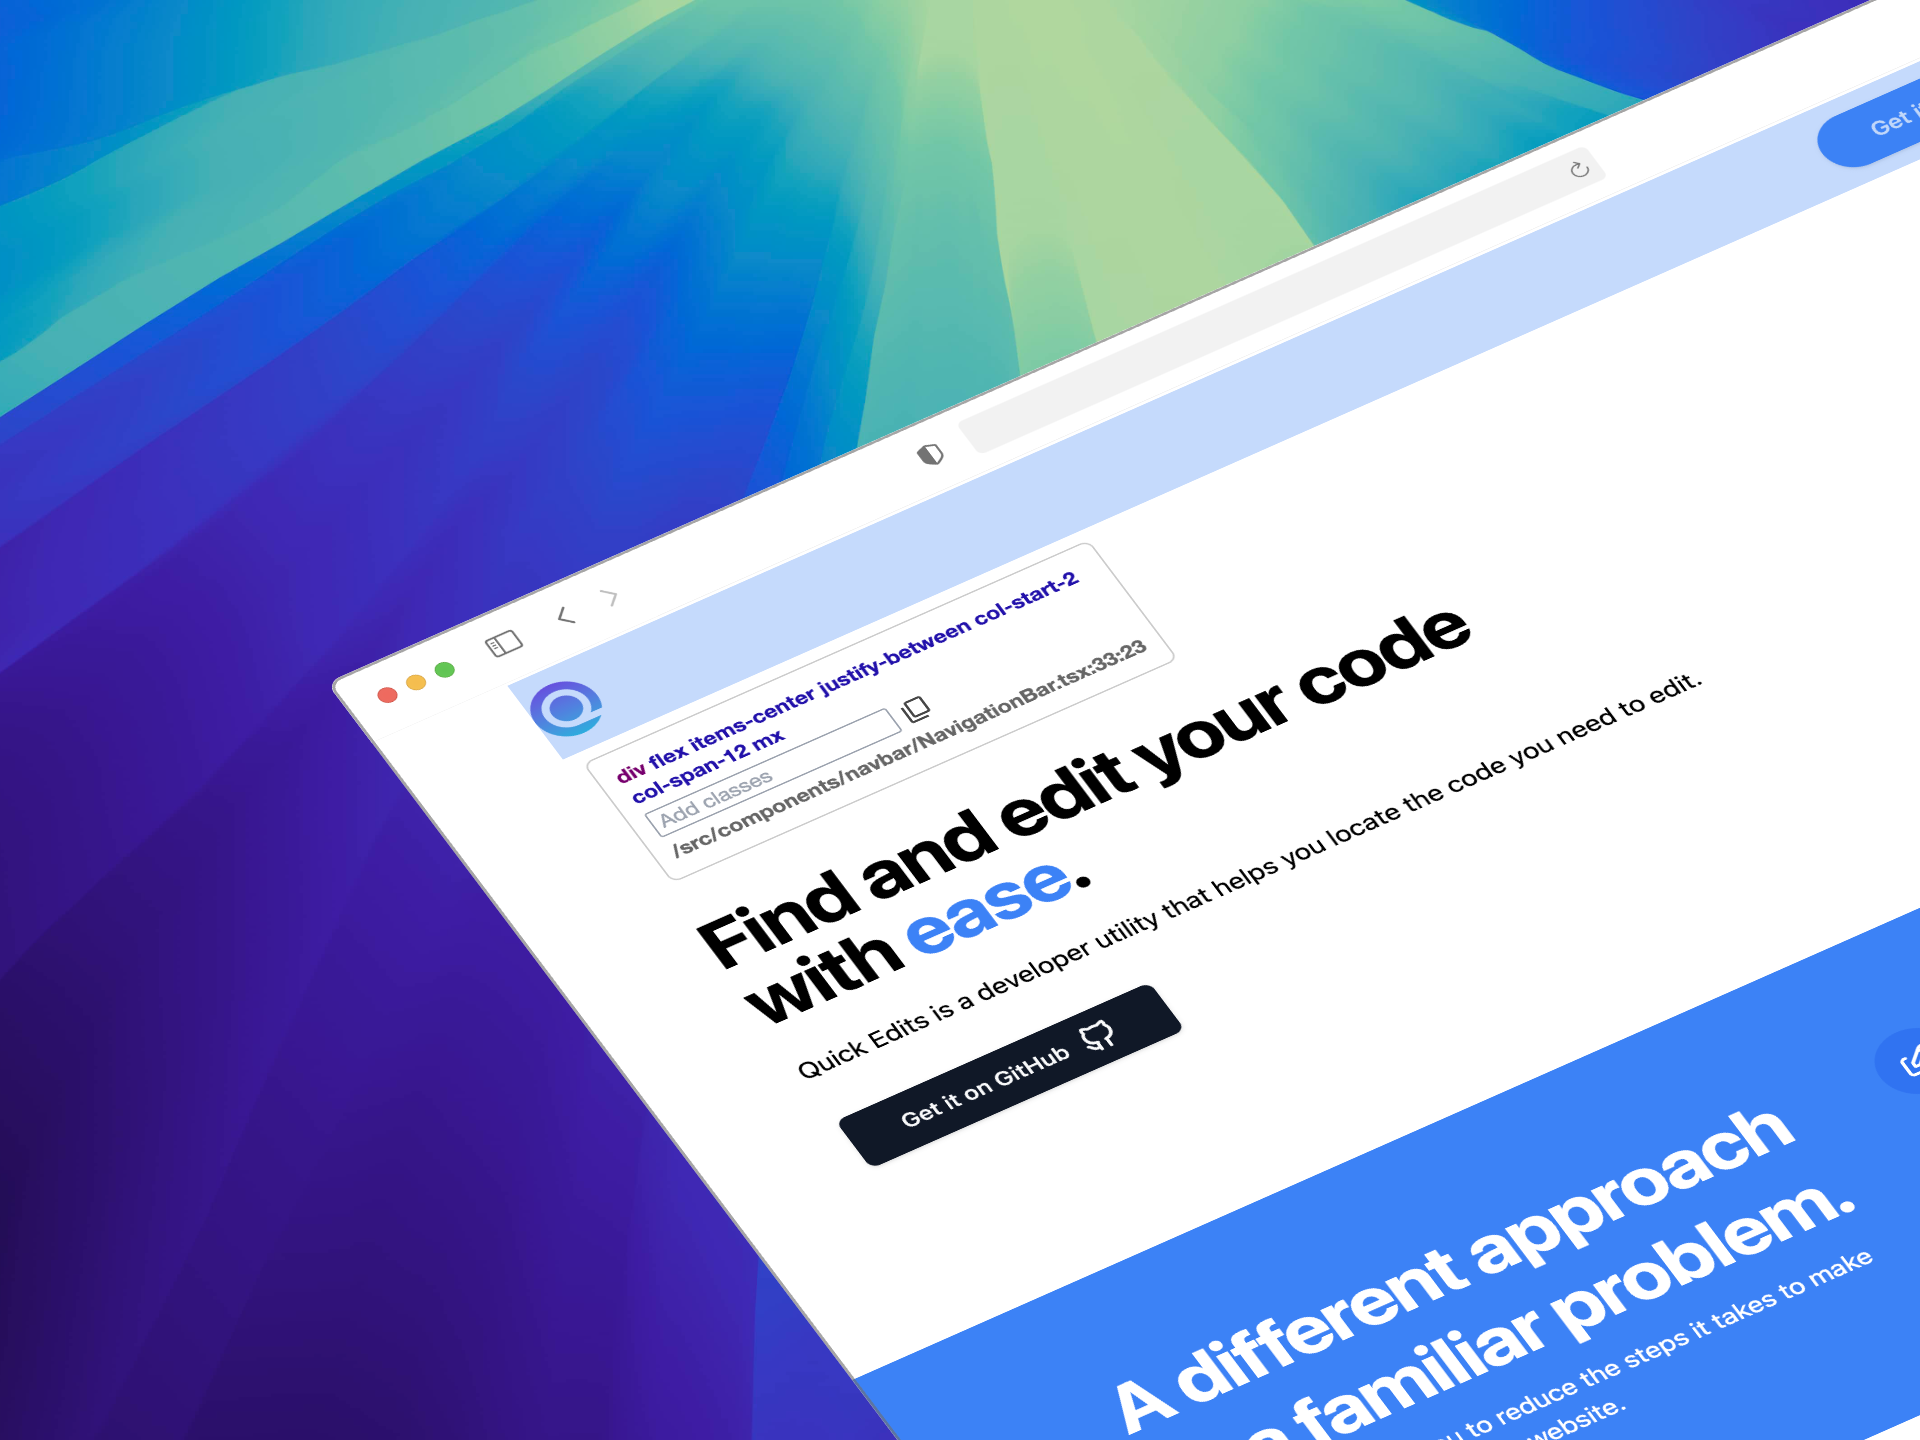 Get
div flex items-center justify-between col-start-2
col-span-12 mx
Add classes
/src/components/navbar/NavigationBar.tsx:33:23
Find and edit your code
with ease.
Quick Edits is a developer utility that helps you locate the code you need to edit.
Get it on GitHub
A different approach
familiar problem.
to reduce the steps it takes to make
website.